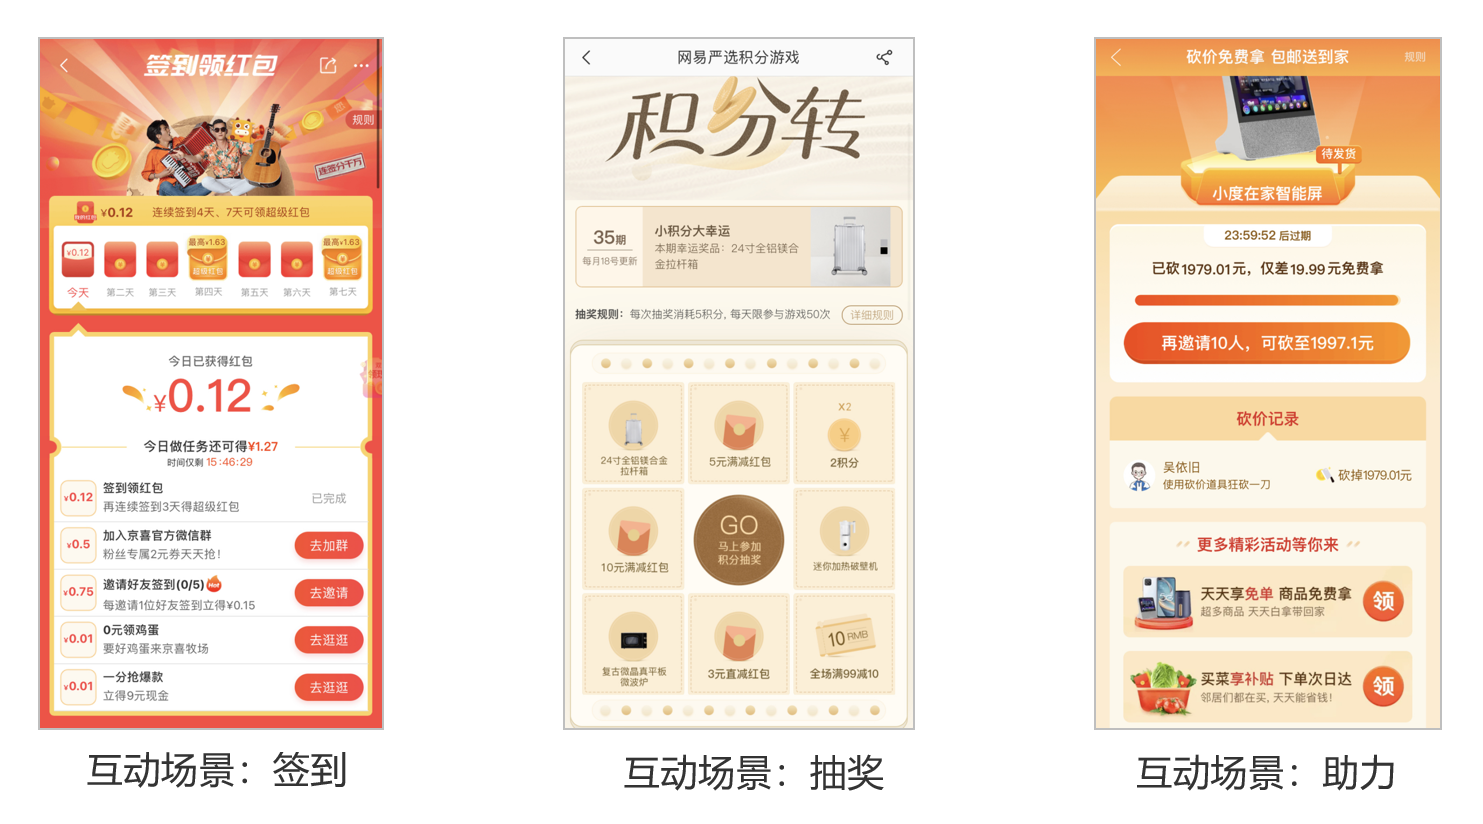 签到领红包
规则
连签分千万
¥0.12 连续签到4天、7天可领超级红包
¥0.12
最高¥1.63
超级红包
最高¥1.63
超级红包
今天 第二天 第三天 第四天 第五天 第六天 第七天
今日已获得红包
¥0.12
今日做任务还可得¥1.27
时间仅剩 15:46:29
¥0.12
签到领红包
再连续签到3天得超级红包
已完成
¥0.5
加入京喜官方微信群
粉丝专属2元券天天抢！
去加群
¥0.75
邀请好友签到(0/5) Hot
每邀请1位好友签到立得¥0.15
去邀请
¥0.01
0元领鸡蛋
要好鸡蛋来京喜牧场
去逛逛
¥0.01
一分抢爆款
立得9元现金
去逛逛
互动场景：签到
网易严选积分游戏
积分转
35期
每月18号更新
小积分大幸运
本期幸运奖品：24寸全铝镁合
金拉杆箱
抽奖规则：每次抽奖消耗5积分, 每天限参与游戏50次
详细规则
24寸全铝镁合金
拉杆箱
5元满减红包
X2
¥
2积分
10元满减红包
GO
马上参加
积分抽奖
迷你加热破壁机
复古微晶真平板
微波炉
3元直减红包
10 RMB
全场满99减10
互动场景：抽奖
砍价免费拿 包邮送到家
规则
待发货
小度在家智能屏
23:59:52 后过期
已砍1979.01元，仅差19.99元免费拿
再邀请10人，可砍至1997.1元
砍价记录
吴依旧
使用砍价道具狂砍一刀
砍掉1979.01元
更多精彩活动等你来
天天享免单 商品免费拿
超多商品 天天白拿带回家
领
买菜享补贴 下单次日达
邻居们都在买, 天天能省钱！
领
互动场景：助力